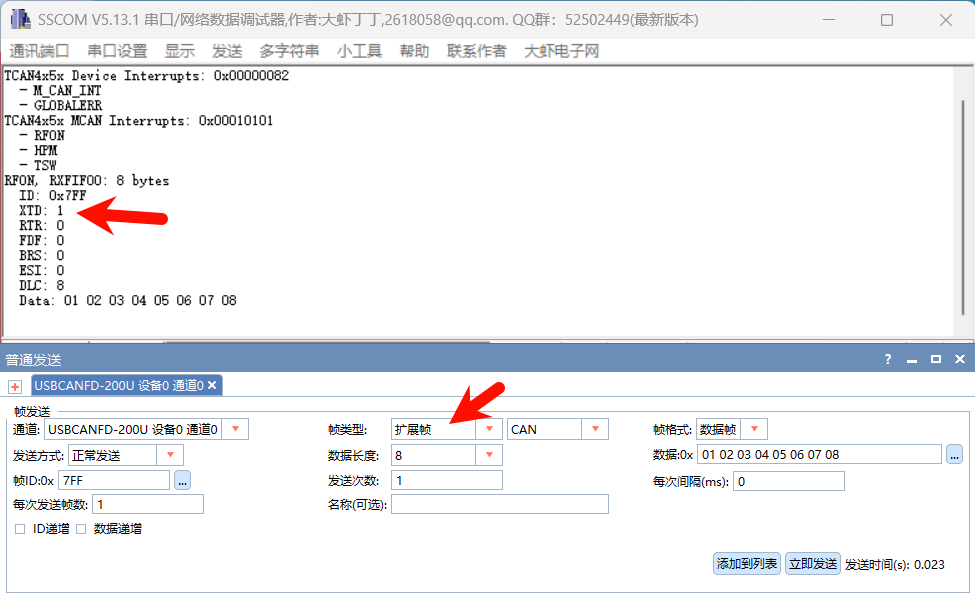 SSCOM V5.13.1 串口/网络数据调试器,作者:大虾丁丁,2618058@qq.com. QQ群： 52502449(最新版本)
通讯端口 串口设置 显示 发送 多字符串 小工具 帮助 联系作者 大虾电子网
TCAN4x5x Device Interrupts: 0x00000082
- M_CAN_INT
- GLOBALERR
TCAN4x5x MCAN Interrupts: 0x00010101
- RFON
- HPM
- TSW
RFON, RXFIFO0: 8 bytes
ID: 0x7FF
XTD: 1
RTR: 0
FDF: 0
BRS: 0
ESI: 0
DLC: 8
Data: 01 02 03 04 05 06 07 08
普通发送
USBCANFD-200U 设备0 通道0
帧发送
通道: USBCANFD-200U 设备0 通道0 帧类型: 扩展帧 CAN 帧格式: 数据帧
发送方式: 正常发送 数据长度: 8 数据:0x 01 02 03 04 05 06 07 08 ...
帧ID:0x 7FF ... 发送次数: 1 每次间隔(ms): 0
每次发送帧数: 1 名称(可选):
ID递增 数据递增
添加到列表 立即发送 发送时间(s): 0.023